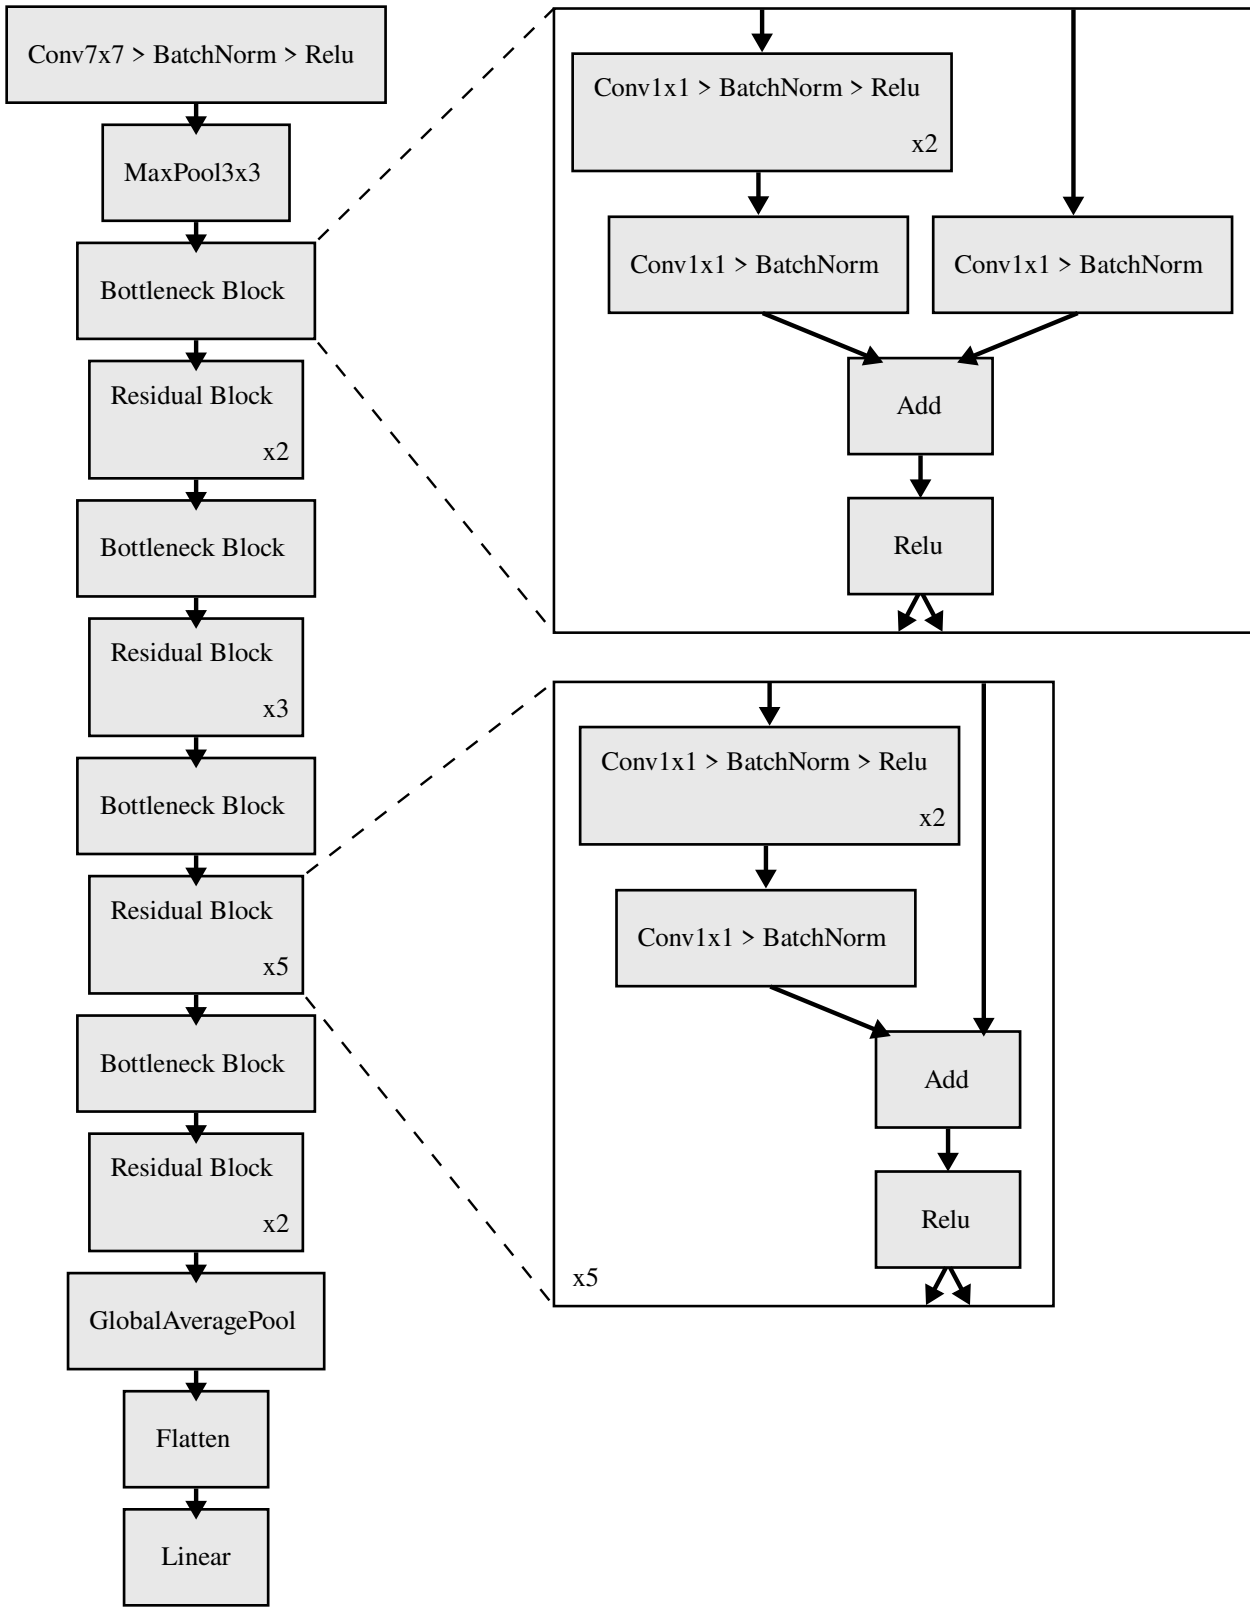 Conv7x7 > BatchNorm > Relu
MaxPool3x3
Bottleneck Block
Residual Block
x2
Bottleneck Block
Residual Block
x3
Bottleneck Block
Residual Block
x5
Bottleneck Block
Residual Block
x2
GlobalAveragePool
Flatten
Linear
Conv1x1 > BatchNorm > Relu
x2
Conv1x1 > BatchNorm
Conv1x1 > BatchNorm
Add
Relu
Conv1x1 > BatchNorm > Relu
x2
Conv1x1 > BatchNorm
Add
Relu
x5